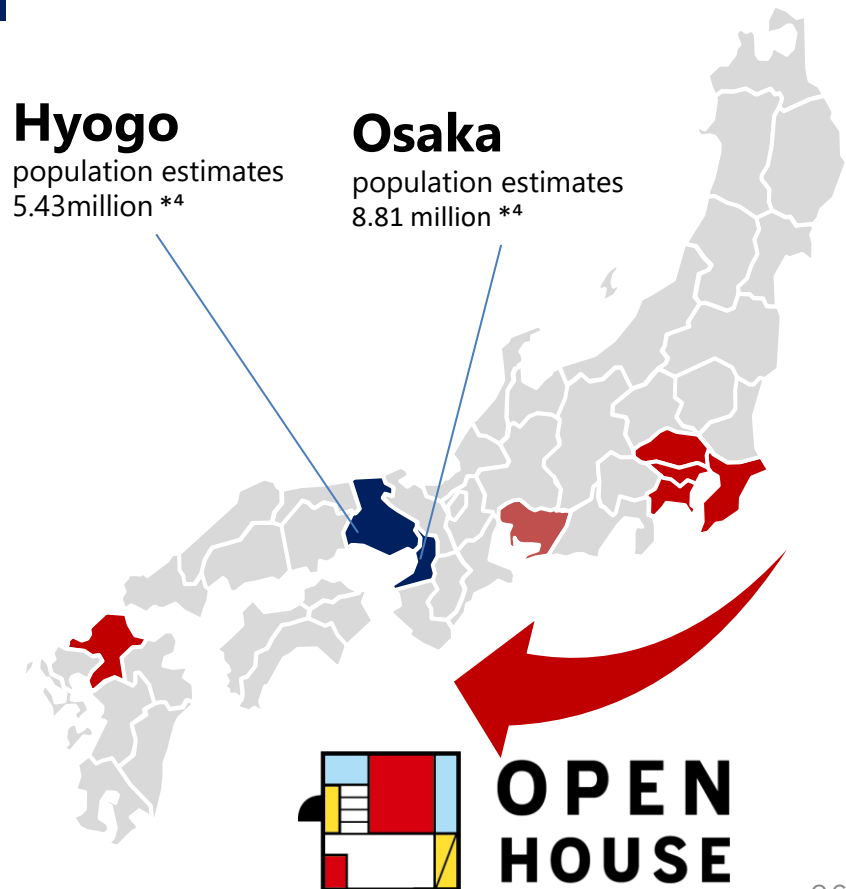 Hyogo
population estimates
5.43million *⁴
Osaka
population estimates
8.81 million *⁴
OPEN
HOUSE